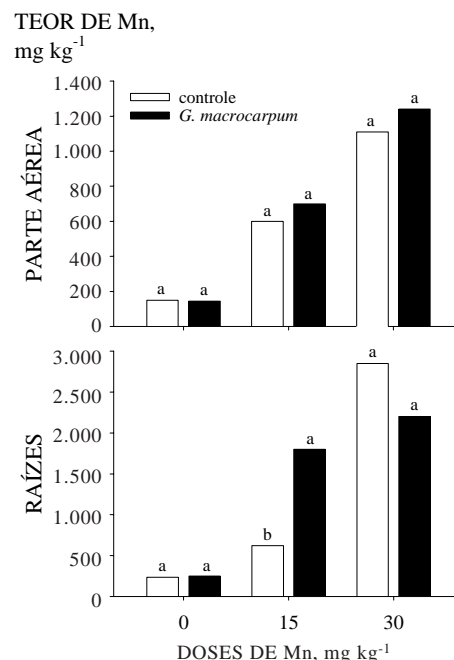 TEOR DE Mn,
mg kg⁻¹
PARTE AÉREA
1.400
1.200
1.000
800
600
400
200
0
controle
G. macrocarpum
a
a
a
a
a
a
RAÍZES
3.000
2.500
2.000
1.500
1.000
500
0
a
a
b
a
a
a
0
15
30
DOSES DE Mn, mg kg⁻¹